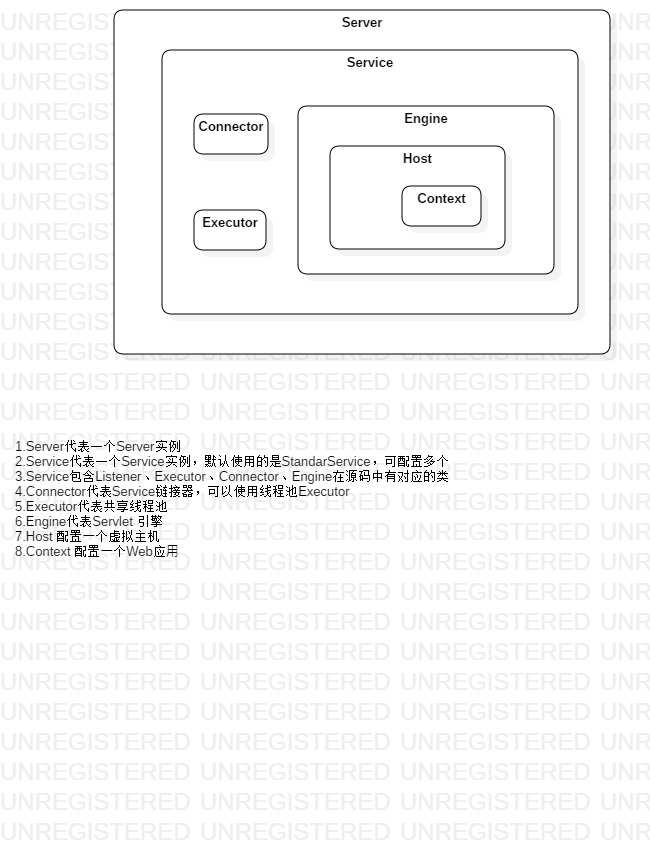 Server
Service
Connector
Engine
Host
Context
Executor
1.Server代表一个Server实例
2.Service代表一个Service实例，默认使用的是StandarService，可配置多个
3.Service包含Listener、Executor、Connector、Engine在源码中有对应的类
4.Connector代表Service链接器，可以使用线程池Executor
5.Executor代表共享线程池
6.Engine代表Servlet 引擎
7.Host 配置一个虚拟主机
8.Context 配置一个Web应用
UNREGISTERED UNREGISTERED UNR